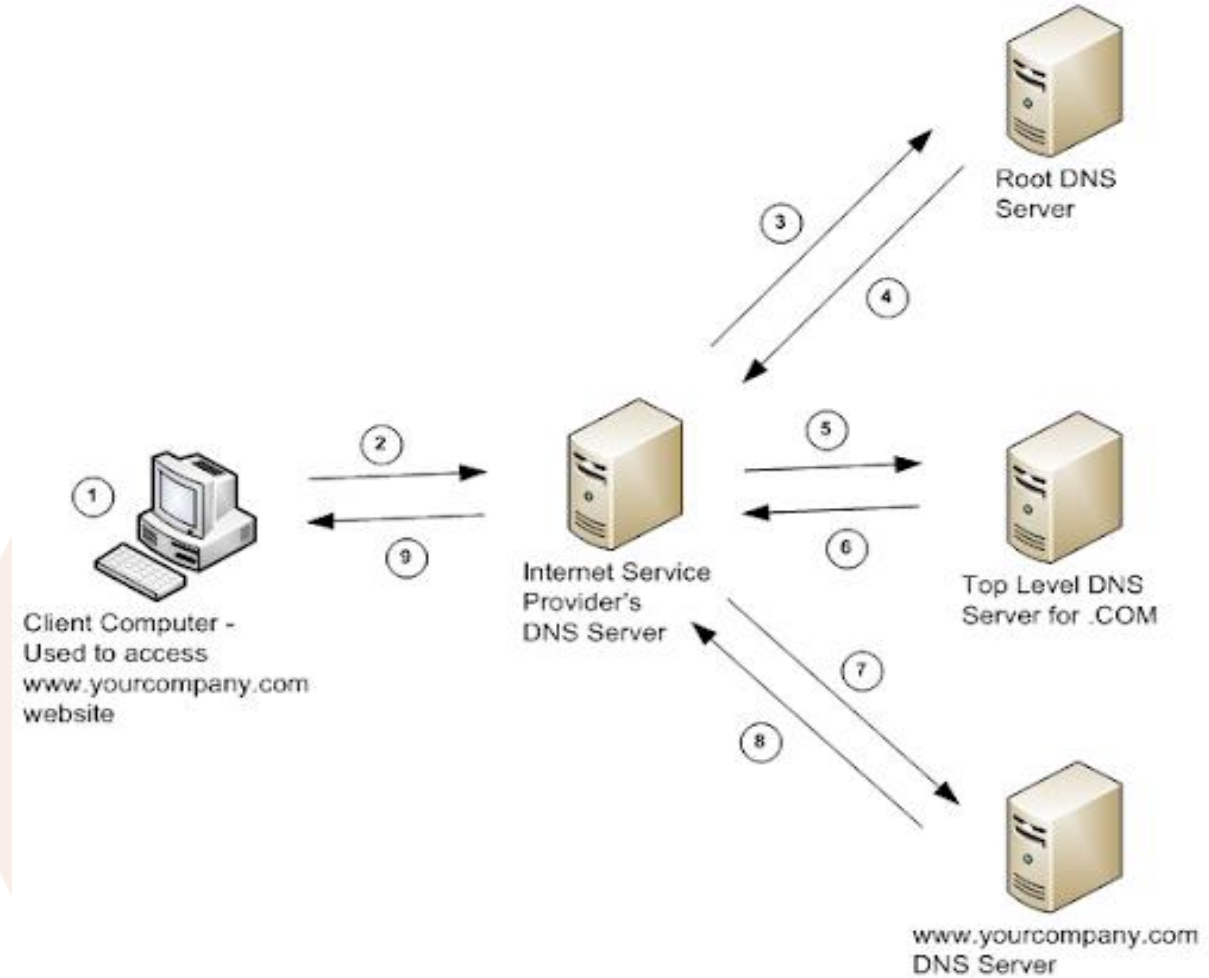 Root DNS
Server
3
4
2
5
1
9
6
Internet Service
Provider's
DNS Server
Top Level DNS
Server for .COM
Client Computer -
Used to access
www.yourcompany.com
website
7
8
www.yourcompany.com
DNS Server